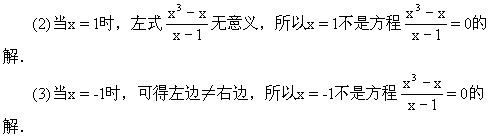 (2)当x = 1时，左式$\frac{x^3-x}{x-1}$无意义，所以x = 1不是方程$\frac{x^3-x}{x-1}$=0的
解．
(3)当x = -1时，可得左边≠右边，所以x = -1不是方程$\frac{x^3-x}{x-1}$=0的
解．